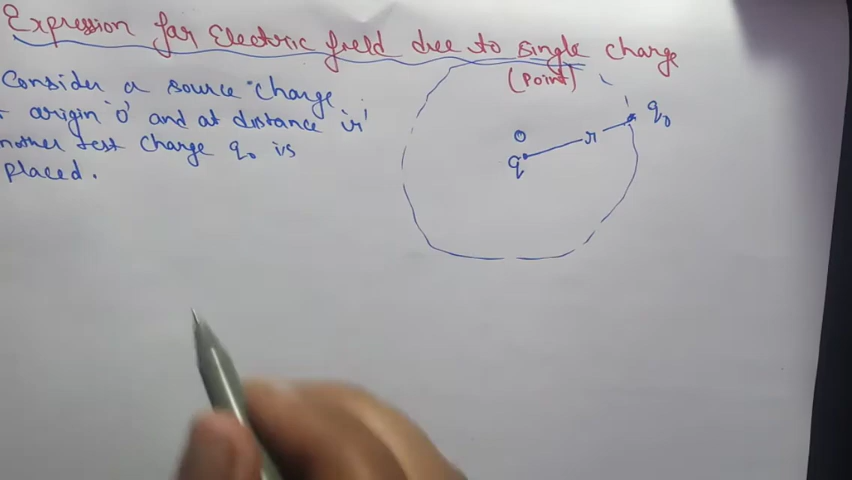 Expression for Electric field due to single charge
(Point)
Consider a source charge
origin 'O' and at distance 'r'
nother test charge q₀ is
placed.
O
q
r
q₀